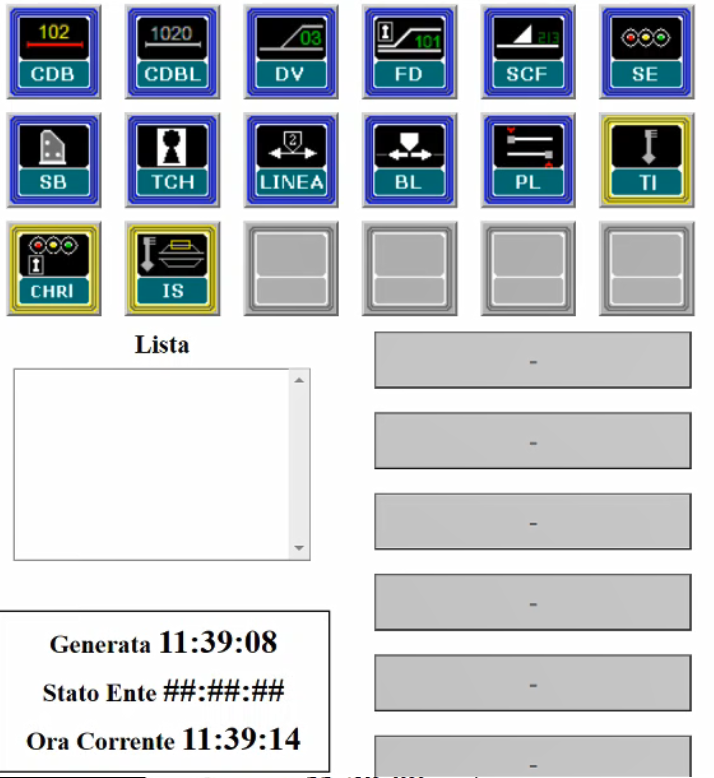 102 1020 03 101 213
CDB CDBL DV FD SCF SE
2
SB TCH LINEA BL PL TI
CHRI IS
Lista
-
-
-
-
-
-
Generata 11:39:08
Stato Ente ##:##:##
Ora Corrente 11:39:14